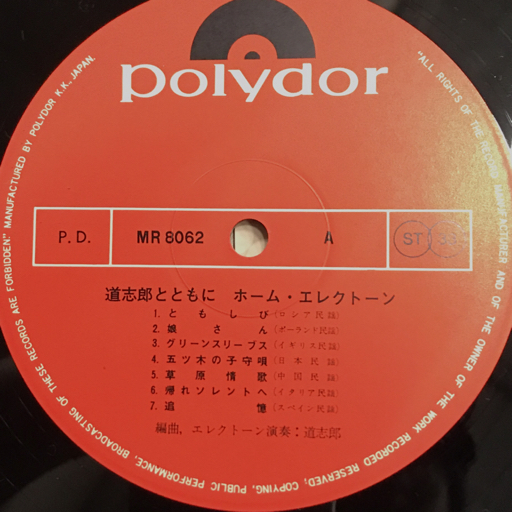 polydor
"ALL RIGHTS OF THE RECORD MANUFACTURER AND OF THE OWNER OF THE WORK RECORDED RESERVED; COPYING, PUBLIC PERFORMANCE, BROADCASTING OF THESE RECORDS ARE FORBIDDEN." MANUFACTURED BY POLYDOR K.K., JAPAN.
P.D. MR 8062 A ST 33
道志郎とともに ホーム・エレクトーン
1. ともしび (ロシア民謡)
2. 娘さん (ポーランド民謡)
3. グリーンスリーブス (イギリス民謡)
4. 五ツ木の子守唄 (日本民謡)
5. 草原情歌 (中国民謡)
6. 帰れソレントへ (イタリア民謡)
7. 追憶 (スペイン民謡)
編曲, エレクトーン演奏:道志郎